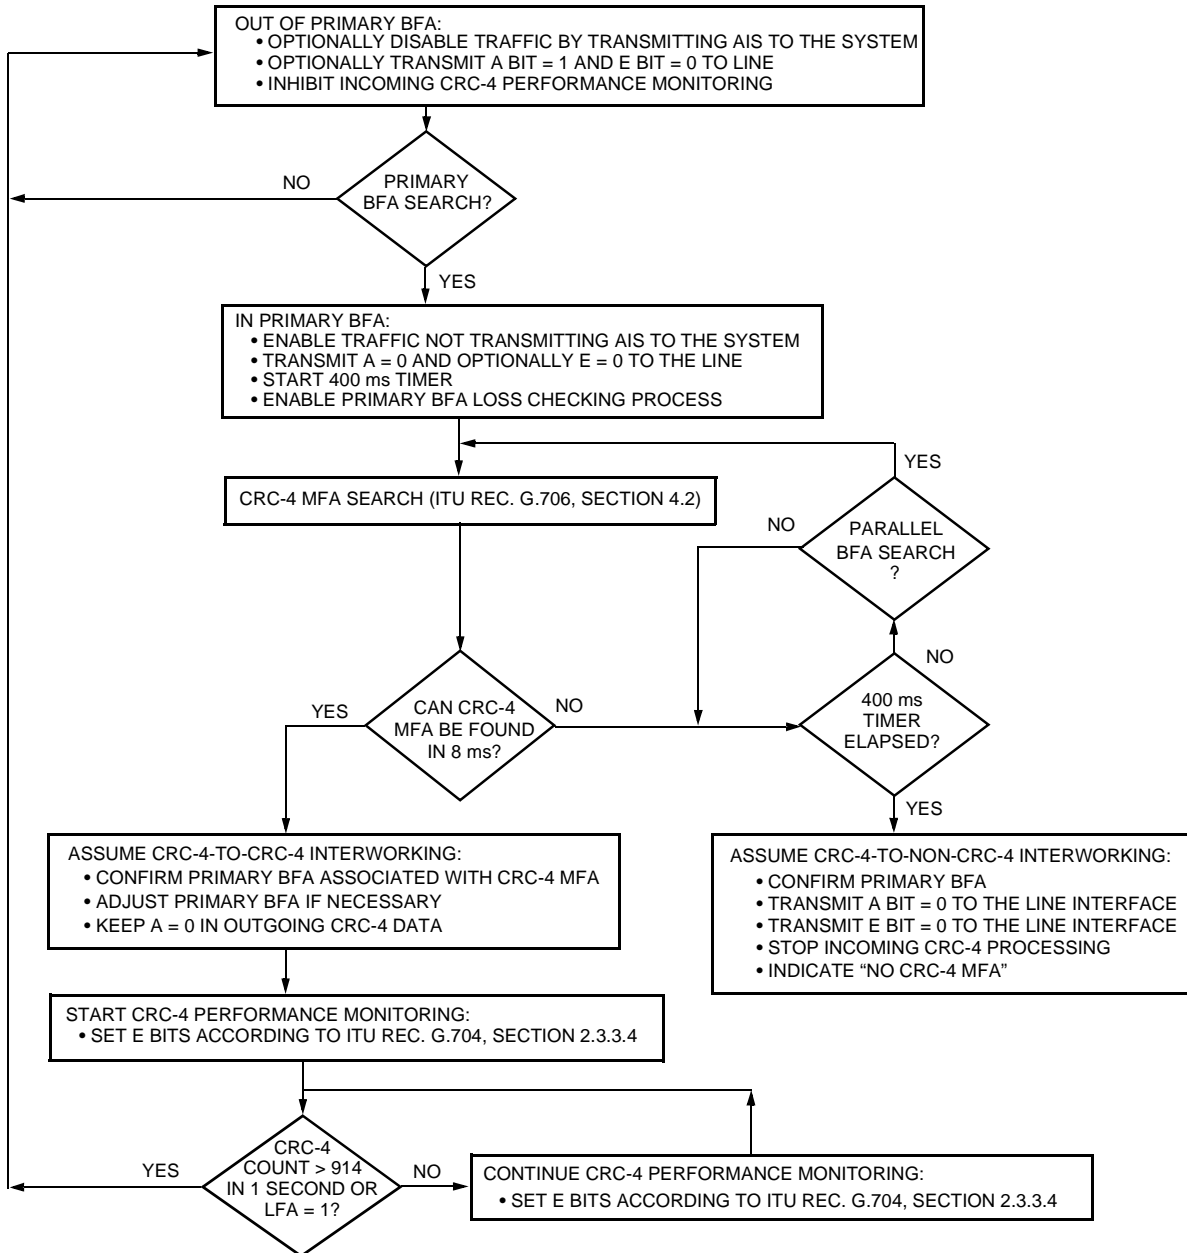 OUT OF PRIMARY BFA:
• OPTIONALLY DISABLE TRAFFIC BY TRANSMITTING AIS TO THE SYSTEM
• OPTIONALLY TRANSMIT A BIT = 1 AND E BIT = 0 TO LINE
• INHIBIT INCOMING CRC-4 PERFORMANCE MONITORING
NO
PRIMARY
BFA SEARCH?
YES
IN PRIMARY BFA:
• ENABLE TRAFFIC NOT TRANSMITTING AIS TO THE SYSTEM
• TRANSMIT A = 0 AND OPTIONALLY E = 0 TO THE LINE
• START 400 ms TIMER
• ENABLE PRIMARY BFA LOSS CHECKING PROCESS
YES
CRC-4 MFA SEARCH (ITU REC. G.706, SECTION 4.2)
NO
PARALLEL
BFA SEARCH
?
NO
YES
CAN CRC-4
MFA BE FOUND
IN 8 ms?
NO
400 ms
TIMER
ELAPSED?
YES
ASSUME CRC-4-TO-CRC-4 INTERWORKING:
• CONFIRM PRIMARY BFA ASSOCIATED WITH CRC-4 MFA
• ADJUST PRIMARY BFA IF NECESSARY
• KEEP A = 0 IN OUTGOING CRC-4 DATA
ASSUME CRC-4-TO-NON-CRC-4 INTERWORKING:
• CONFIRM PRIMARY BFA
• TRANSMIT A BIT = 0 TO THE LINE INTERFACE
• TRANSMIT E BIT = 0 TO THE LINE INTERFACE
• STOP INCOMING CRC-4 PROCESSING
• INDICATE “NO CRC-4 MFA”
START CRC-4 PERFORMANCE MONITORING:
• SET E BITS ACCORDING TO ITU REC. G.704, SECTION 2.3.3.4
YES
CRC-4
COUNT > 914
IN 1 SECOND OR
LFA = 1?
NO
CONTINUE CRC-4 PERFORMANCE MONITORING:
• SET E BITS ACCORDING TO ITU REC. G.704, SECTION 2.3.3.4